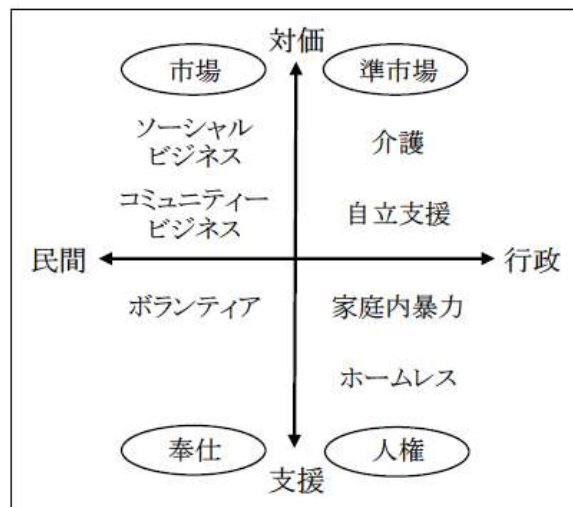 対価
市場
準市場
ソーシャル
ビジネス
介護
コミュニティー
ビジネス
自立支援
民間
行政
ボランティア
家庭内暴力
ホームレス
奉仕
人権
支援